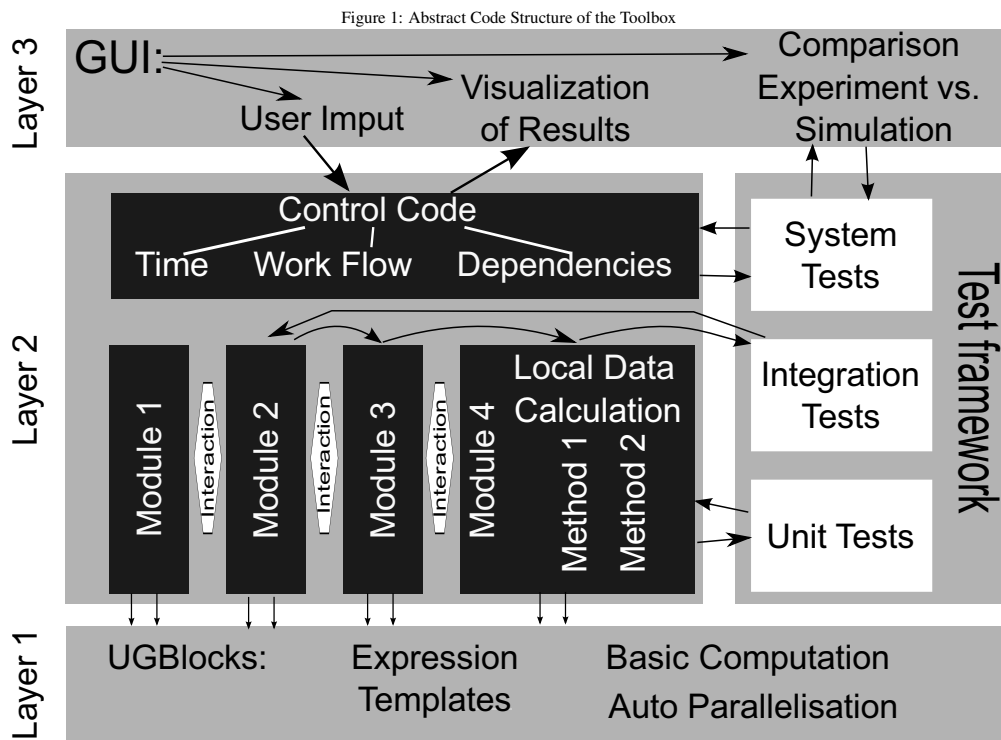 Figure 1: Abstract Code Structure of the Toolbox
Layer 3
GUI:
User Imput
Visualization
of Results
Comparison
Experiment vs.
Simulation
Layer 2
Control Code
Time
Work Flow
Dependencies
System
Tests
Test framework
Module 1
Interaction
Module 2
Interaction
Module 3
Interaction
Module 4
Local Data
Calculation
Method 1
Method 2
Integration
Tests
Unit Tests
Layer 1
UGBlocks:
Expression
Templates
Basic Computation
Auto Parallelisation